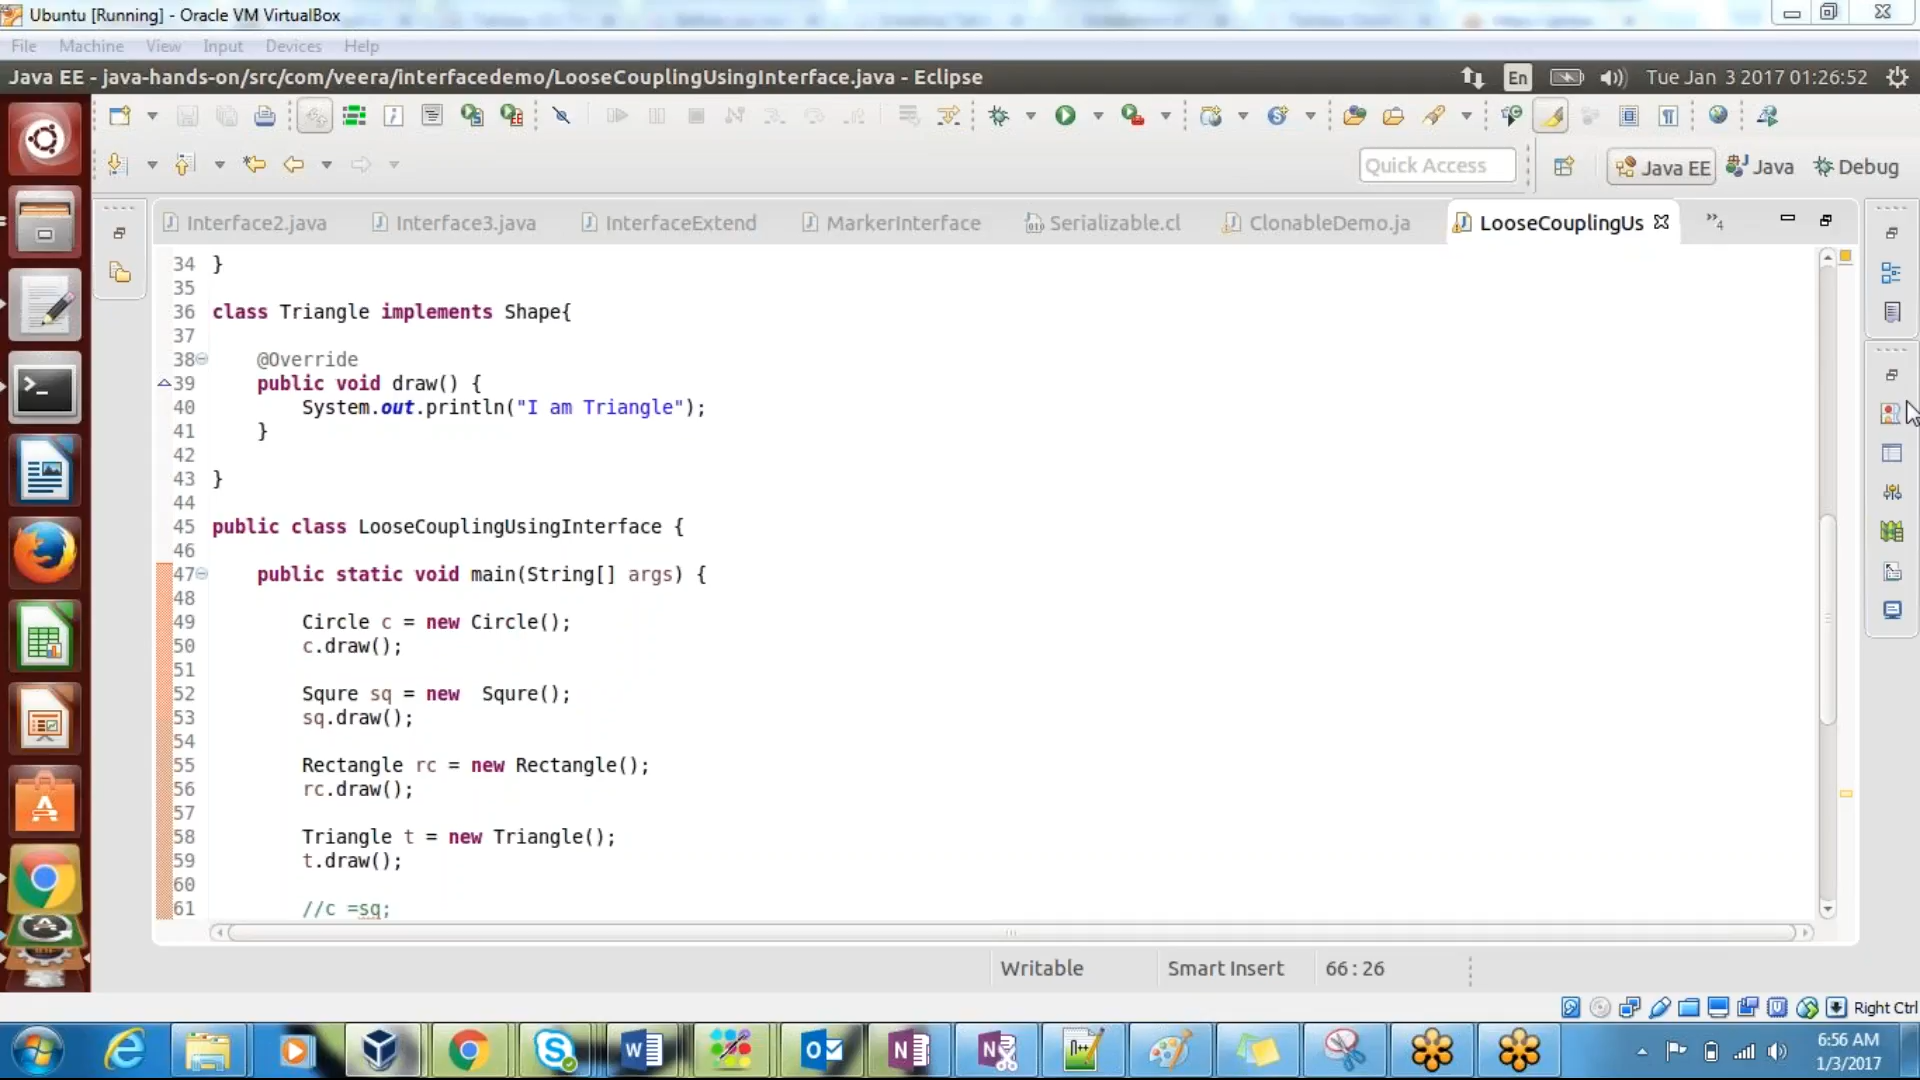 Ubuntu [Running] - Oracle VM VirtualBox
File Machine View Input Devices Help
Java EE - java-hands-on/src/com/veera/interfacedemo/LooseCouplingUsingInterface.java - Eclipse
En
Tue Jan 3 2017 01:26:52
Quick Access
Java EE
Java
Debug
Interface2.java
Interface3.java
InterfaceExtend
MarkerInterface
Serializable.cl
ClonableDemo.ja
LooseCouplingUs
»4
34 }
35
36 class Triangle implements Shape{
37
38 @Override
39 public void draw() {
40 System.out.println("I am Triangle");
41 }
42
43 }
44
45 public class LooseCouplingUsingInterface {
46
47 public static void main(String[] args) {
48
49 Circle c = new Circle();
50 c.draw();
51
52 Squre sq = new  Squre();
53 sq.draw();
54
55 Rectangle rc = new Rectangle();
56 rc.draw();
57
58 Triangle t = new Triangle();
59 t.draw();
60
61 //c =sq;
Writable
Smart Insert
66 : 26
Right Ctrl
6:56 AM
1/3/2017